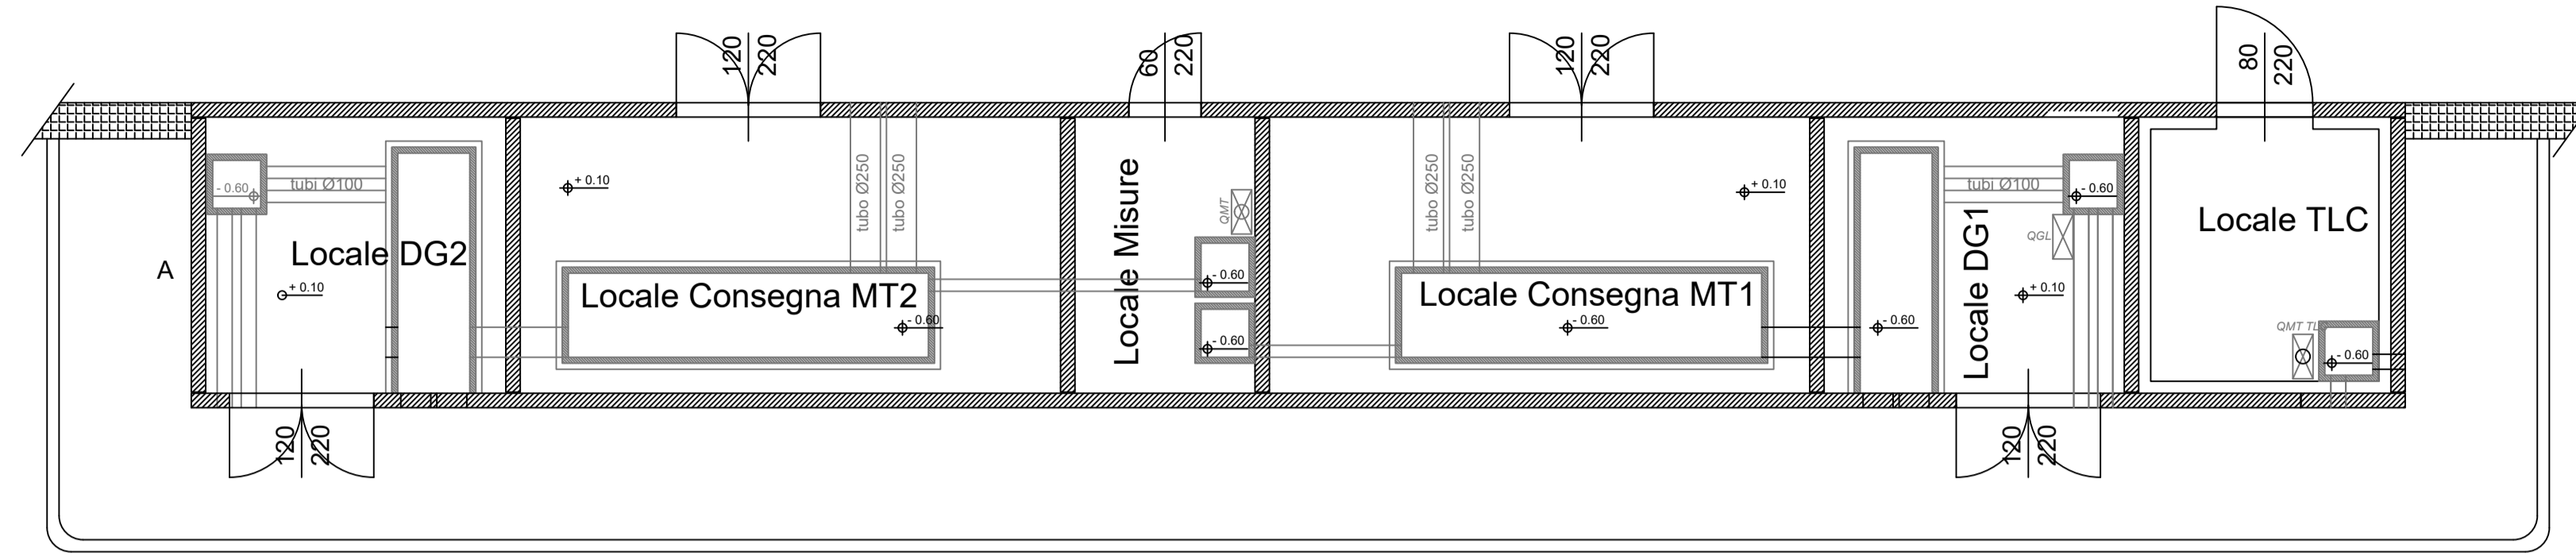 120
220
60
220
120
220
80
220
- 0.60
tubi Ø100
Locale DG2
+ 0.10
A
+ 0.10
tubo Ø250
tubo Ø250
Locale Consegna MT2
- 0.60
Locale Misure
QMT
- 0.60
- 0.60
tubo Ø250
tubo Ø250
+ 0.10
Locale Consegna MT1
- 0.60
- 0.60
tubi Ø100
- 0.60
QGL
Locale DG1
+ 0.10
Locale TLC
QMT TLC
- 0.60
120
220
120
220